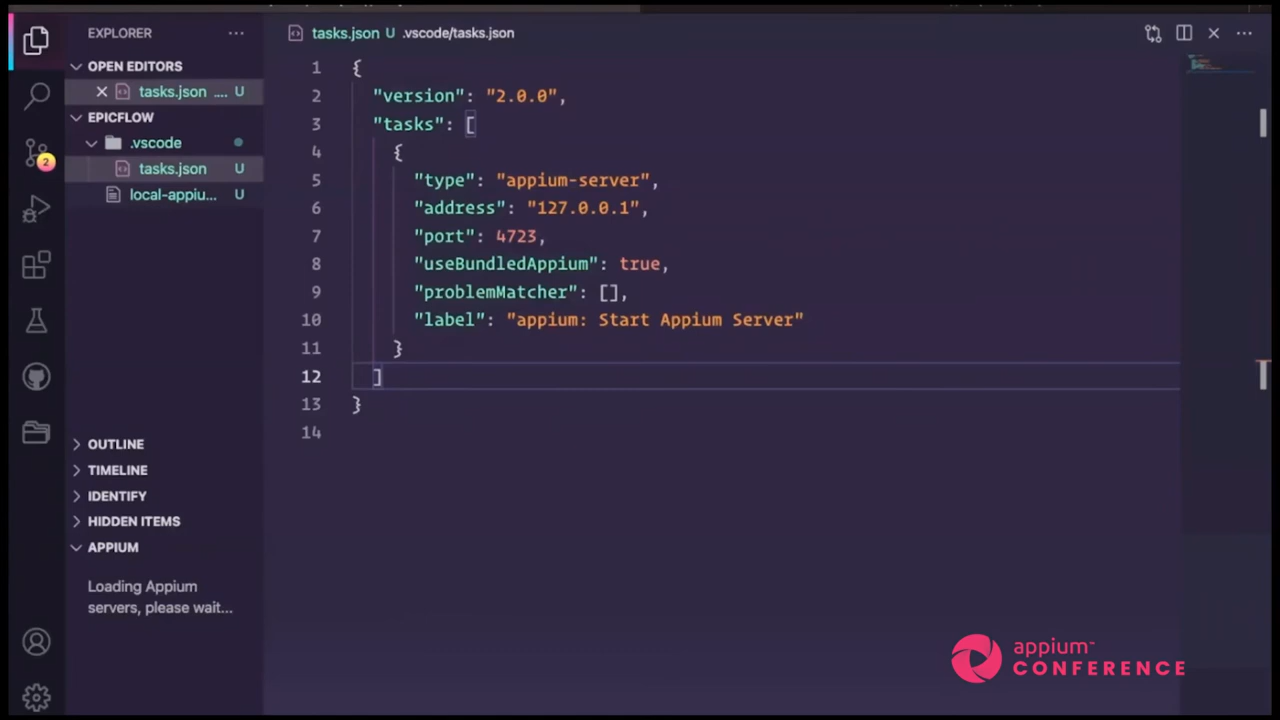 EXPLORER
tasks.json U .vscode/tasks.json
OPEN EDITORS
tasks.json .... U
EPICFLOW
.vscode
tasks.json U
local-appiu... U
2
OUTLINE
TIMELINE
IDENTIFY
HIDDEN ITEMS
APPIUM
Loading Appium
servers, please wait...
1 {
2 "version": "2.0.0",
3 "tasks": [
4 {
5 "type": "appium-server",
6 "address": "127.0.0.1",
7 "port": 4723,
8 "useBundledAppium": true,
9 "problemMatcher": [],
10 "label": "appium: Start Appium Server"
11 }
12 ]
13 }
14
appium™
CONFERENCE